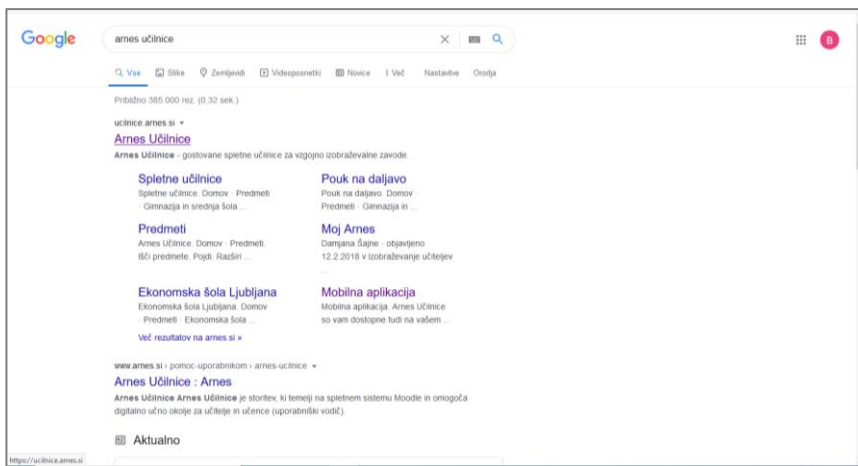 Google
arnes učilnice
B
Vse Slike Zemljevidi Videoposnetki Novice Več Nastavitve Orodja
Približno 385.000 rez. (0,32 sek.)
ucilnice.arnes.si
Arnes Učilnice
Arnes Učilnice - gostovane spletne učilnice za vzgojno izobraževalne zavode.
Spletne učilnice
Spletne učilnice. Domov · Predmeti
· Gimnazija in srednja šola ...
Pouk na daljavo
Pouk na daljavo. Domov ·
Predmeti · Gimnazija in ...
Predmeti
Arnes Učilnice. Domov · Predmeti.
Išči predmete. Pojdi. Razširi ...
Moj Arnes
Damjana Šajne · objavljeno
12.2.2018 v izobraževanje učiteljev
...
Ekonomska šola Ljubljana
Ekonomska šola Ljubljana. Domov
· Predmeti · Ekonomska šola ...
Mobilna aplikacija
Mobilna aplikacija. Arnes Učilnice
so vam dostopne tudi na vašem ...
Več rezultatov na arnes.si »
www.arnes.si › pomoc-uporabnikom › arnes-ucilnice
Arnes Učilnice : Arnes
Arnes Učilnice Arnes Učilnice je storitev, ki temelji na spletnem sistemu Moodle in omogoča
digitalno učno okolje za učitelje in učence (uporabniški vodič).
Aktualno
https://ucilnice.arnes.si